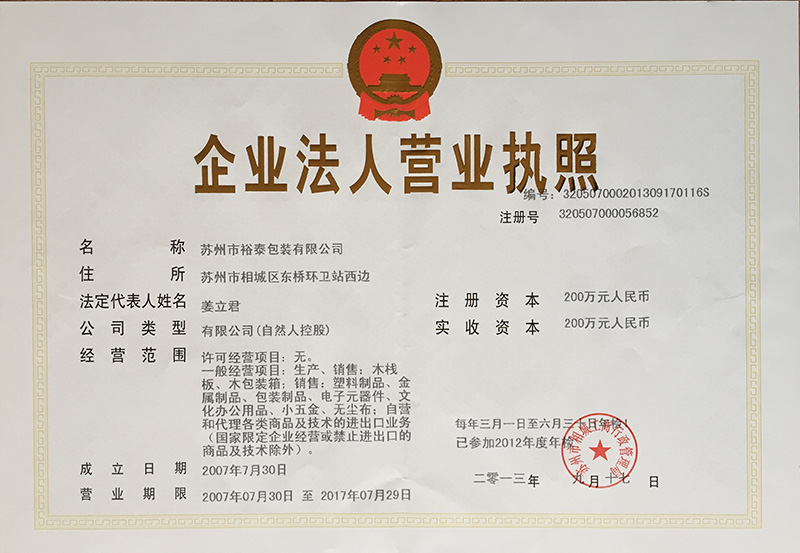 企业法人营业执照
编号：320507000201309170116S
注册号 320507000056852
名称 苏州市裕泰包装有限公司
住所 苏州市相城区东桥环卫站西边
法定代表人姓名 姜立君
注册资本 200万元人民币
公司类型 有限公司(自然人控股)
实收资本 200万元人民币
经营范围 许可经营项目：无。
一般经营项目：生产、销售：木栈
板、木包装箱；销售：塑料制品、金
属制品、包装制品、电子元器件、文
化办公用品、小五金、无尘布；自营
和代理各类商品及技术的进出口业务
（国家限定企业经营或禁止进出口的
商品及技术除外）。
每年三月一日至六月三十日年检
已参加2012年度年检
苏州市相城工商行政管理局
成立日期 2007年7月30日
二零一三年 九月十七日
营业期限 2007年07月30日 至 2017年07月29日